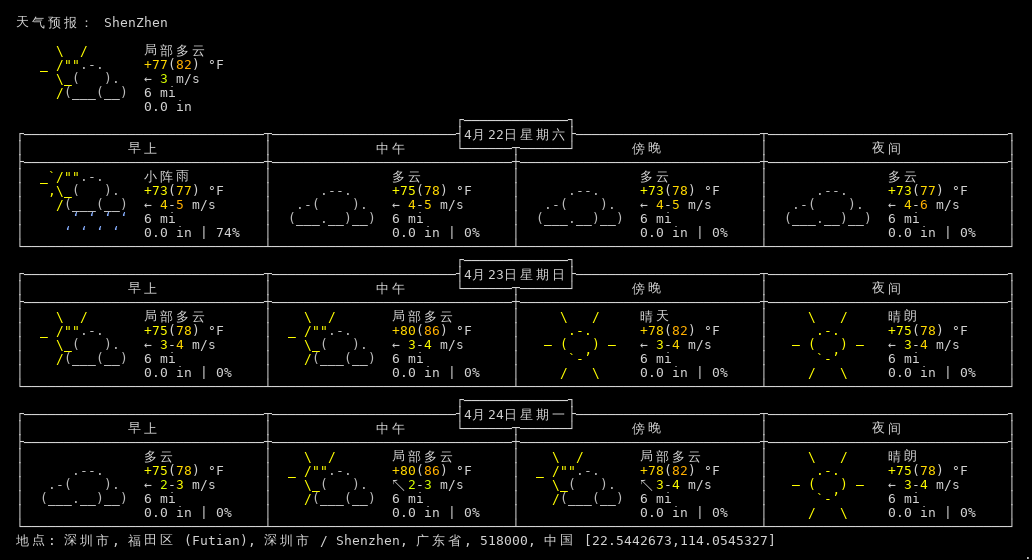 天气预报： ShenZhen
局部多云
+77(82) °F
← 3 m/s
6 mi
0.0 in
4月22日星期六
早上 中午 傍晚 夜间
小阵雨 多云 多云 多云
+73(77) °F +75(78) °F +73(78) °F +73(77) °F
← 4-5 m/s ← 4-5 m/s ← 4-5 m/s ← 4-6 m/s
6 mi 6 mi 6 mi 6 mi
0.0 in | 74% 0.0 in | 0% 0.0 in | 0% 0.0 in | 0%
4月23日星期日
早上 中午 傍晚 夜间
局部多云 局部多云 晴天 晴朗
+75(78) °F +80(86) °F +78(82) °F +75(78) °F
← 3-4 m/s ← 3-4 m/s ← 3-4 m/s ← 3-4 m/s
6 mi 6 mi 6 mi 6 mi
0.0 in | 0% 0.0 in | 0% 0.0 in | 0% 0.0 in | 0%
4月24日星期一
早上 中午 傍晚 夜间
多云 局部多云 局部多云 晴朗
+75(78) °F +80(86) °F +78(82) °F +75(78) °F
← 2-3 m/s ↖ 2-3 m/s ↖ 3-4 m/s ← 3-4 m/s
6 mi 6 mi 6 mi 6 mi
0.0 in | 0% 0.0 in | 0% 0.0 in | 0% 0.0 in | 0%
地点: 深圳市, 福田区 (Futian), 深圳市 / Shenzhen, 广东省, 518000, 中国 [22.5442673,114.0545327]